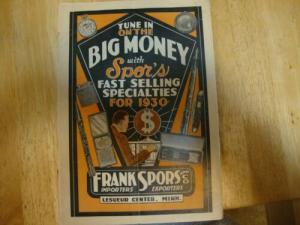 TUNE IN
ON THE
BIG MONEY
with
Spor's
FAST SELLING
SPECIALTIES
FOR 1930
$
FRANK SPORS CO
IMPORTERS EXPORTERS
LESUEUR CENTER, MINN.